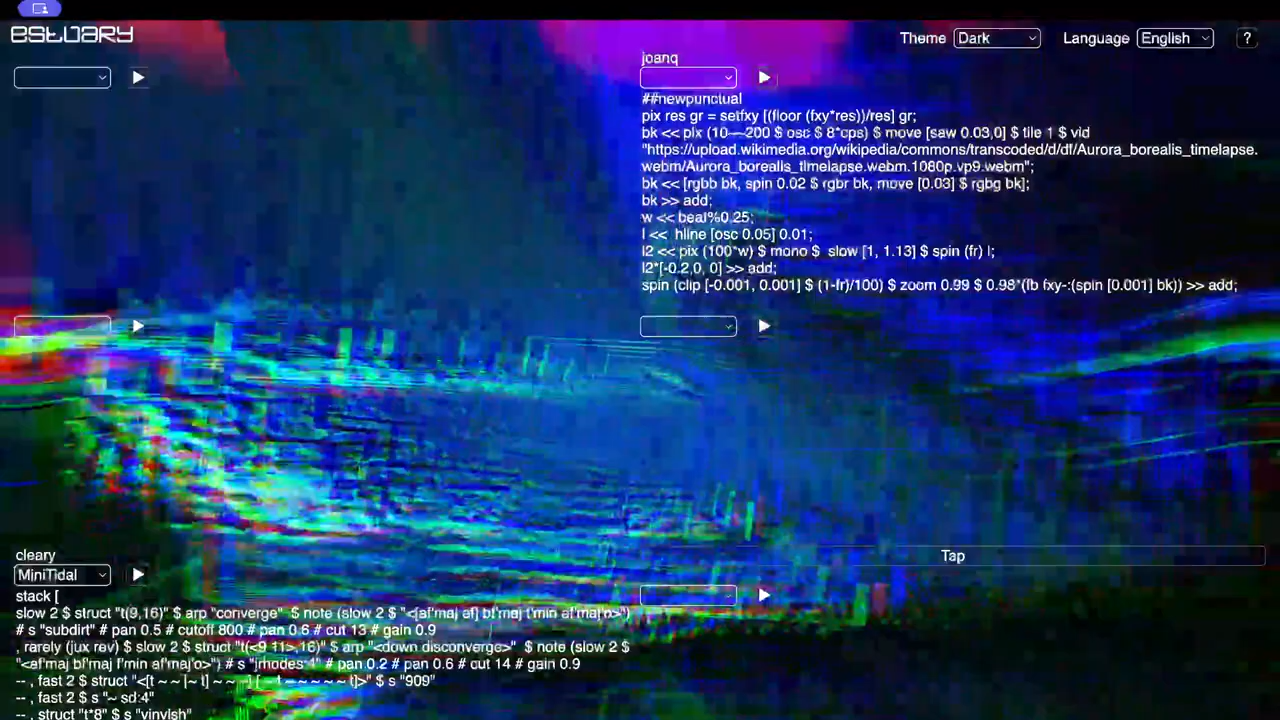 estuary
Theme Dark Language English ?
joanq
##newpunctual
pix res gr = setfxy [(floor (fxy*res))/res] gr;
bk << pix (10~~200 $ osc $ 8*cps) $ move [saw 0.03,0] $ tile 1 $ vid
"https://upload.wikimedia.org/wikipedia/commons/transcoded/d/df/Aurora_borealis_timelapse.
webm/Aurora_borealis_timelapse.webm.1080p.vp9.webm";
bk << [rgbb bk, spin 0.02 $ rgbr bk, move [0.03] $ rgbg bk];
bk >> add;
w << beat%0.25;
l << hline [osc 0.05] 0.01;
l2 << pix (100*w) $ mono $ slow [1, 1.13] $ spin (fr) l;
l2*[-0.2,0, 0] >> add;
spin (clip [-0.001, 0.001] $ (1-fr)/100) $ zoom 0.99 $ 0.98*(fb fxy-:(spin [0.001] bk)) >> add;
cleary
MiniTidal
Tap
stack [
slow 2 $ struct "t(9,16)" $ arp "converge" $ note (slow 2 $ "<[af'maj af] bf'maj f'min af'maj'o>")
# s "subdirt" # pan 0.5 # cutoff 800 # pan 0.6 # cut 13 # gain 0.9
, rarely (jux rev) $ slow 2 $ struct "t(<9 11>,16)" $ arp "<down disconverge>" $ note (slow 2 $
"<af'maj bf'maj f'min af'maj'o>") # s "jrhodes:1" # pan 0.2 # pan 0.6 # cut 14 # gain 0.9
-- , fast 2 $ struct "<[t ~ ~ [~ t] ~ ~ ~] [ ~ t ~ ~ ~ ~ ~ t]>" $ s "909"
-- , fast 2 $ s "~ sd:4"
-- , struct "t*8" $ s "vinylsh"